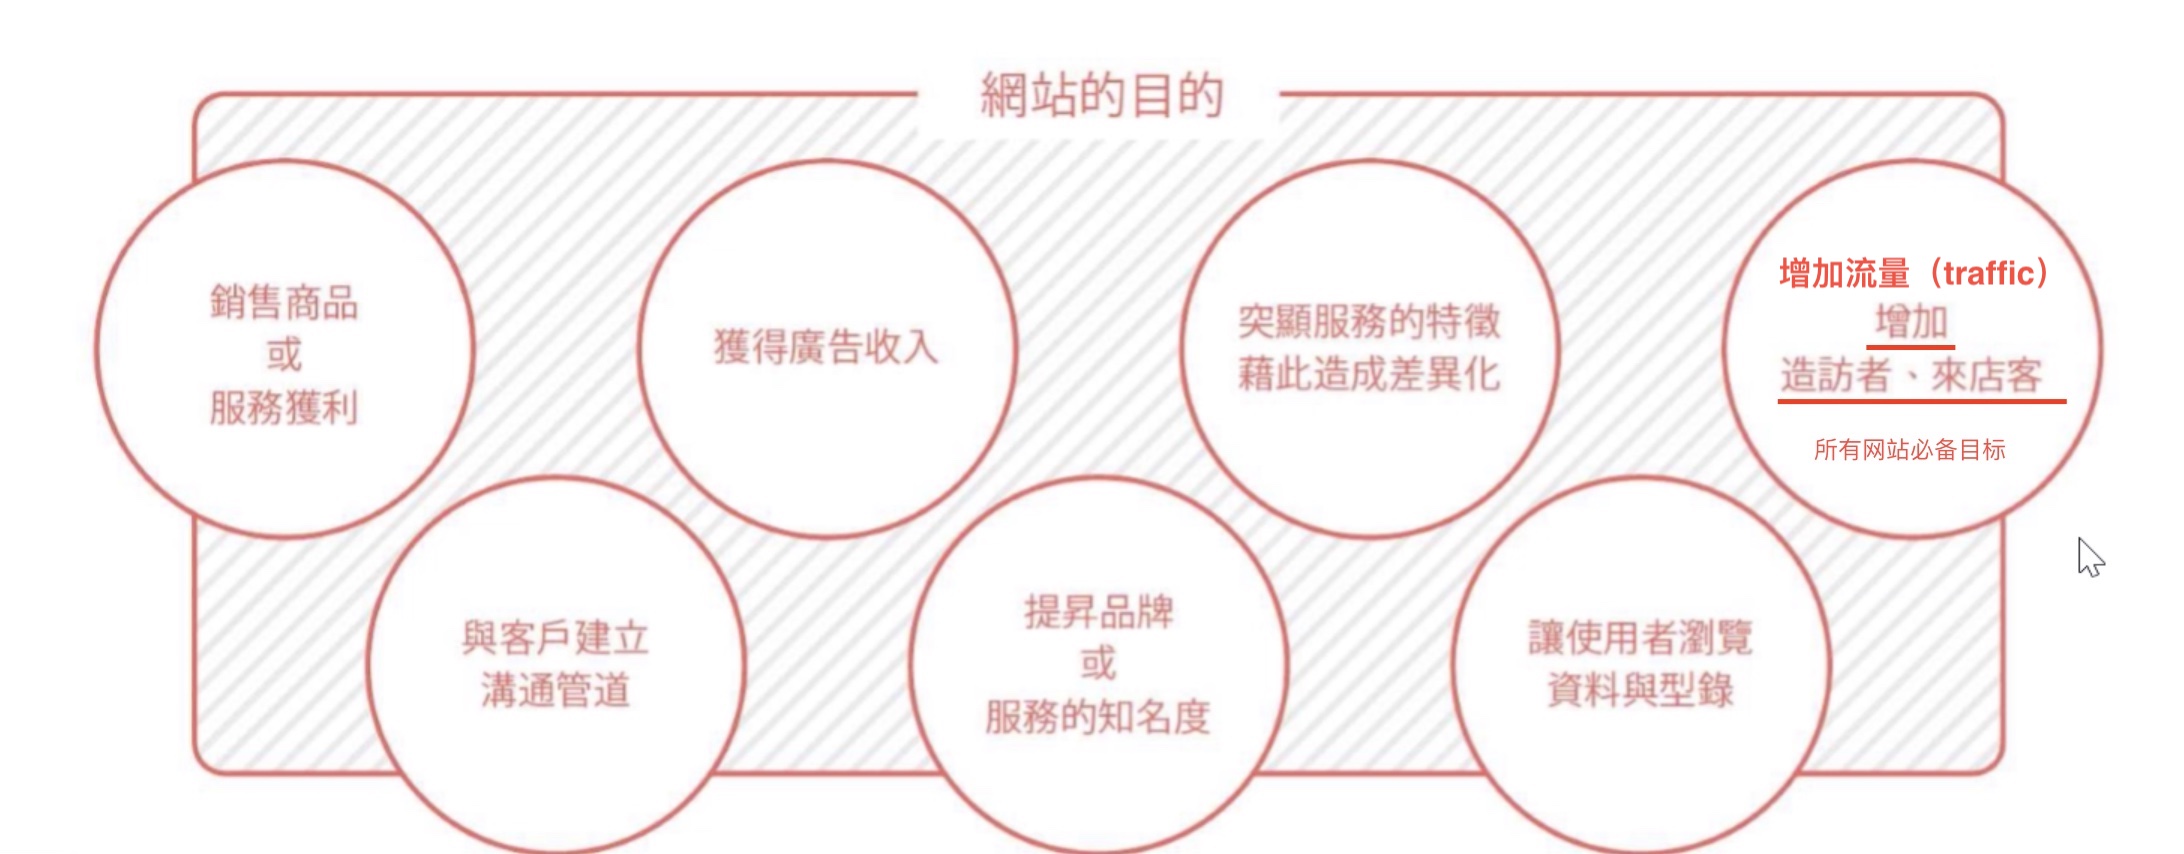 網站的目的
銷售商品
或
服務獲利
獲得廣告收入
突顯服務的特徵
藉此造成差異化
增加流量（traffic）
增加
造訪者、來店客
所有网站必备目标
與客戶建立
溝通管道
提昇品牌
或
服務的知名度
讓使用者瀏覽
資料與型錄